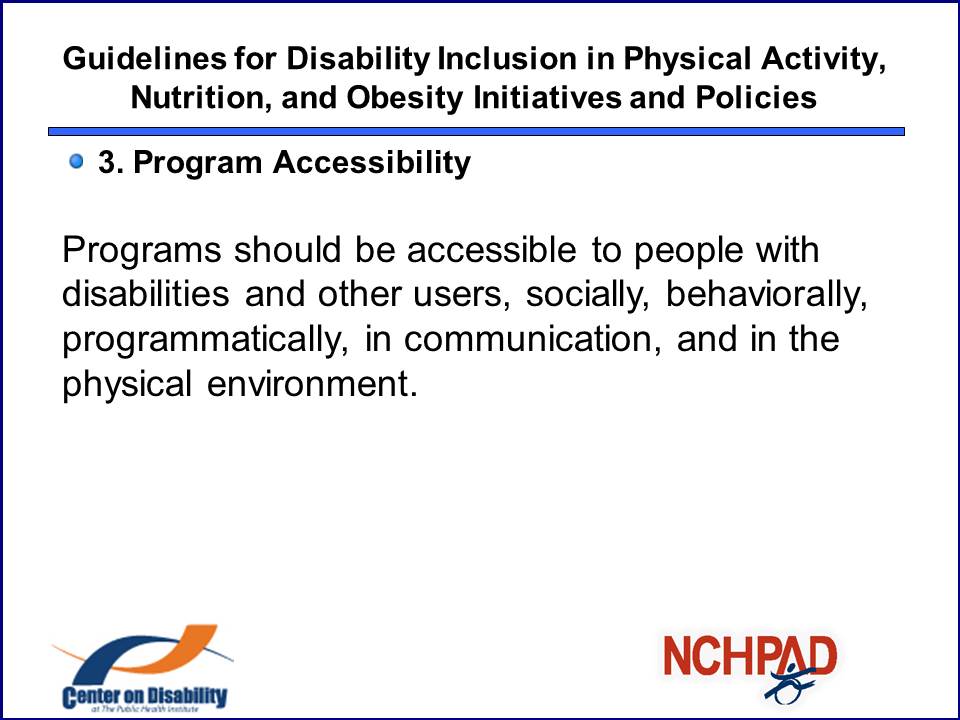 Guidelines for Disability Inclusion in Physical Activity,
Nutrition, and Obesity Initiatives and Policies
3. Program Accessibility
Programs should be accessible to people with
disabilities and other users, socially, behaviorally,
programmatically, in communication, and in the
physical environment.
Center on Disability
at The Public Health Institute
NCHPAD